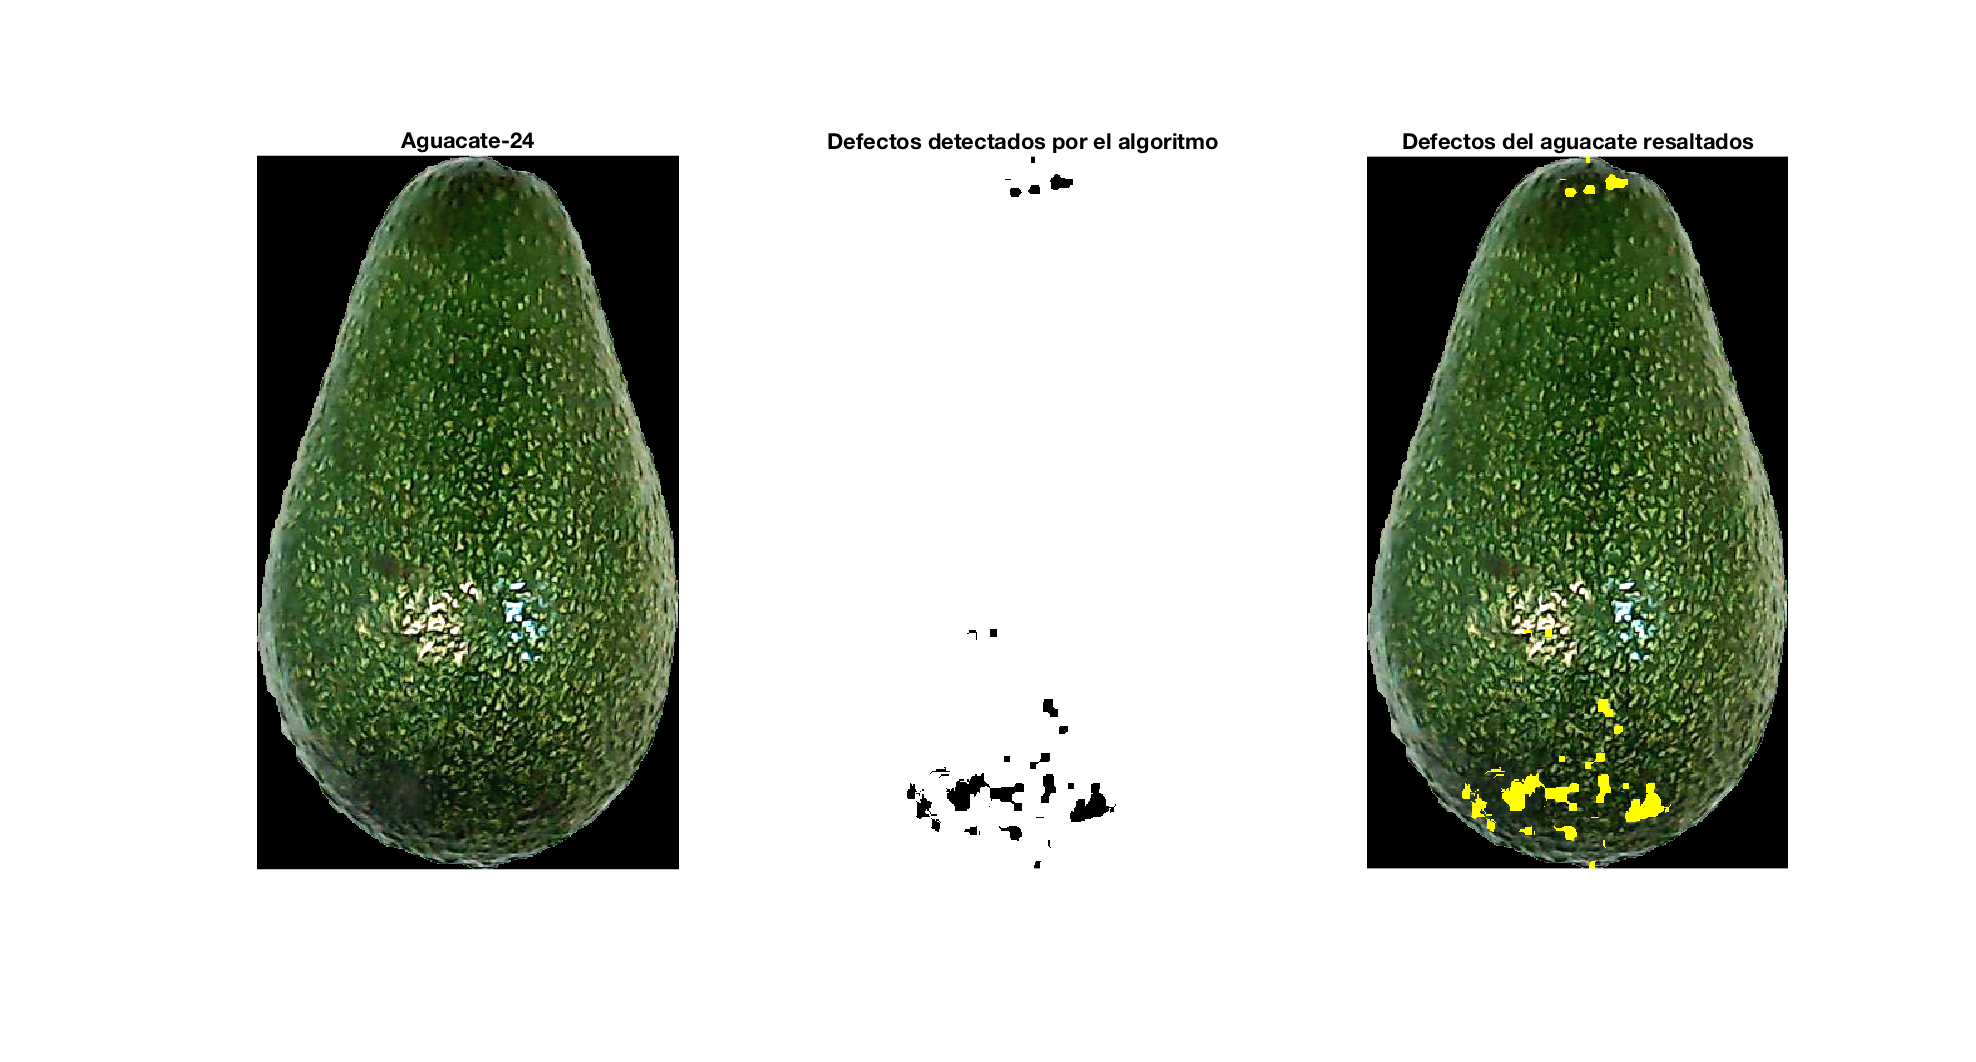 Aguacate-24
Defectos detectados por el algoritmo
Defectos del aguacate resaltados